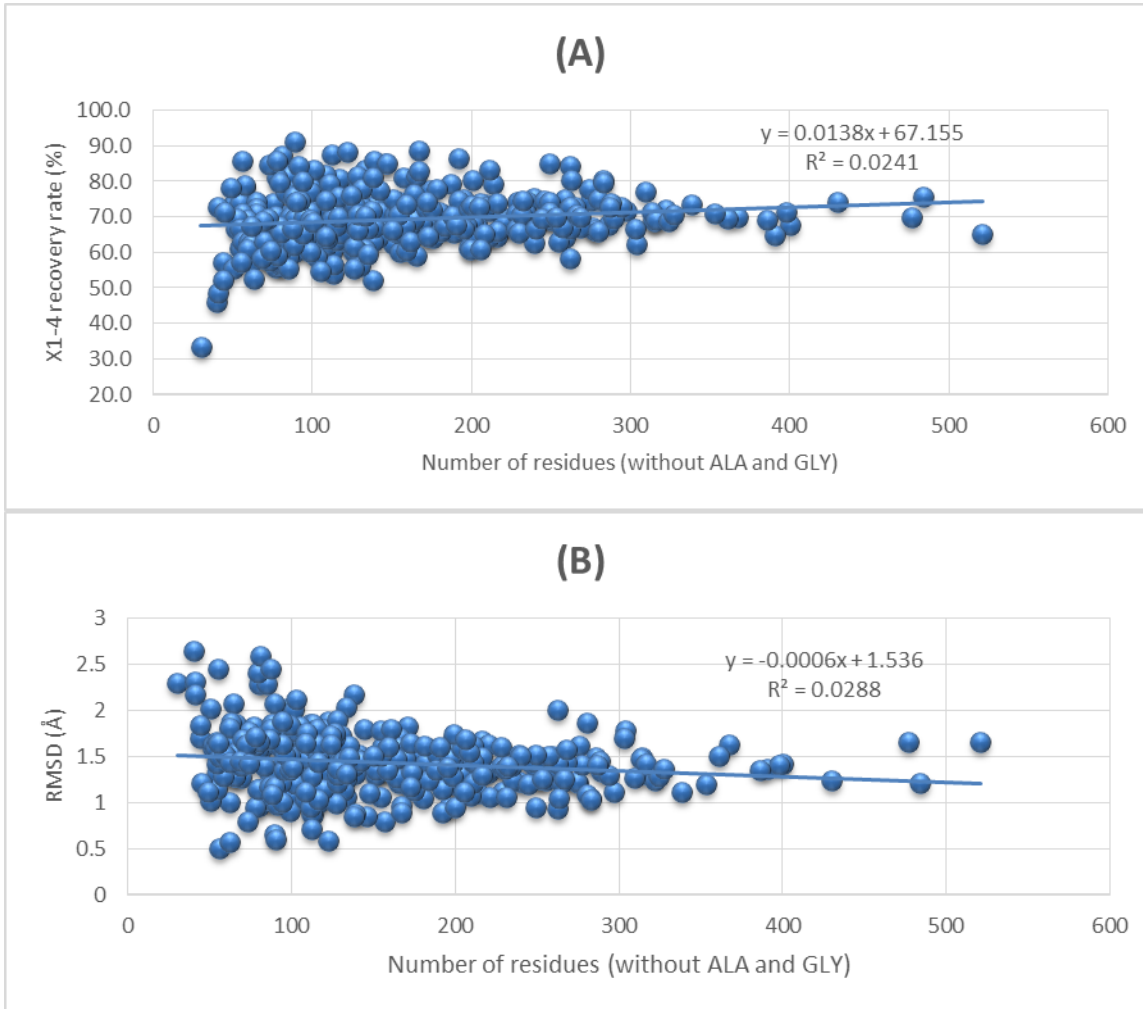 (A)
100.0
90.0
80.0
70.0
60.0
50.0
40.0
30.0
20.0
X1-4 recovery rate (%)
y = 0.0138x + 67.155
R² = 0.0241
0 100 200 300 400 500 600
Number of residues (without ALA and GLY)
(B)
3
2.5
2
1.5
1
0.5
0
RMSD (Å)
y = -0.0006x + 1.536
R² = 0.0288
0 100 200 300 400 500 600
Number of residues (without ALA and GLY)